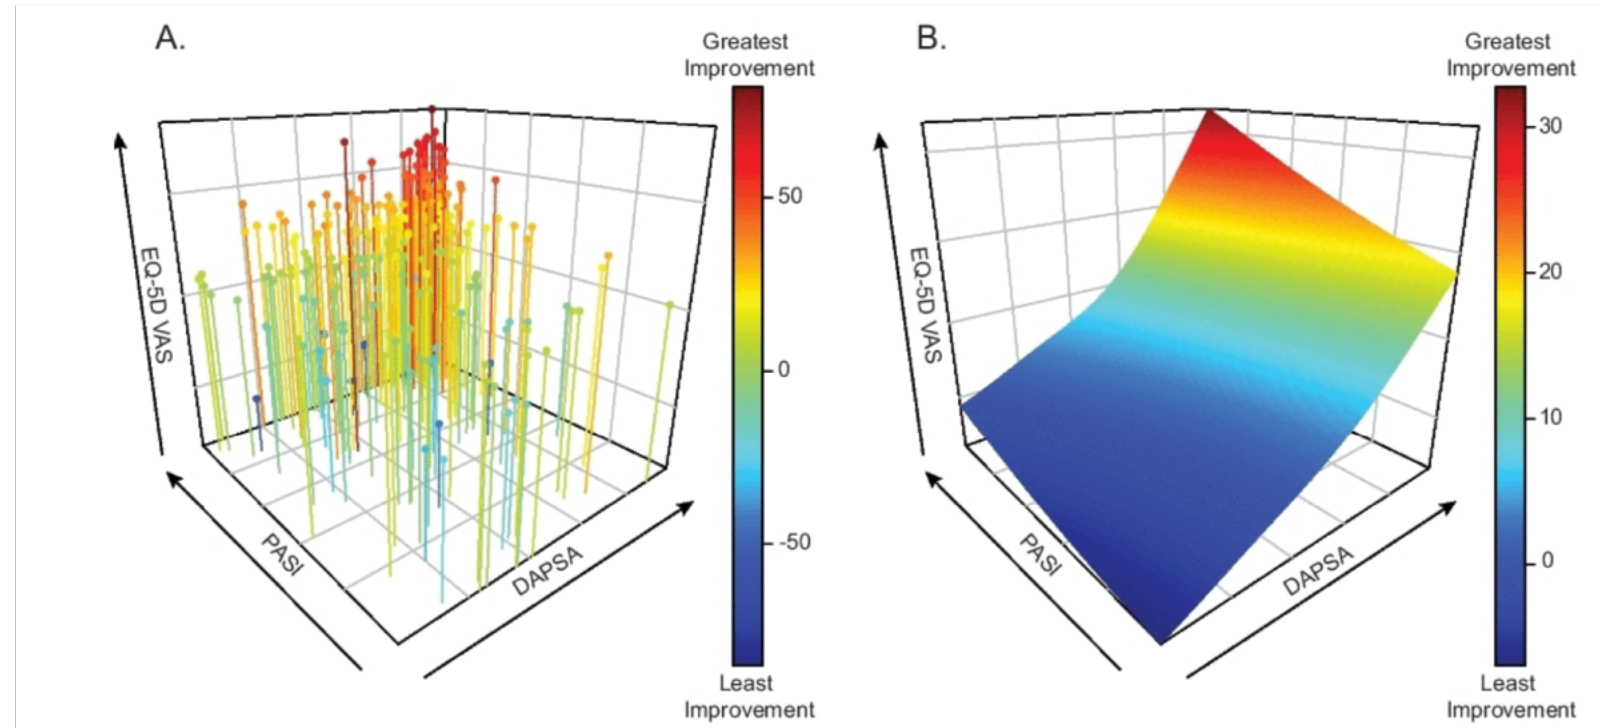 A.
Greatest
Improvement
50
0
-50
Least
Improvement
EQ-5D VAS
PASI
DAPSA
B.
Greatest
Improvement
30
20
10
0
Least
Improvement
EQ-5D VAS
PASI
DAPSA